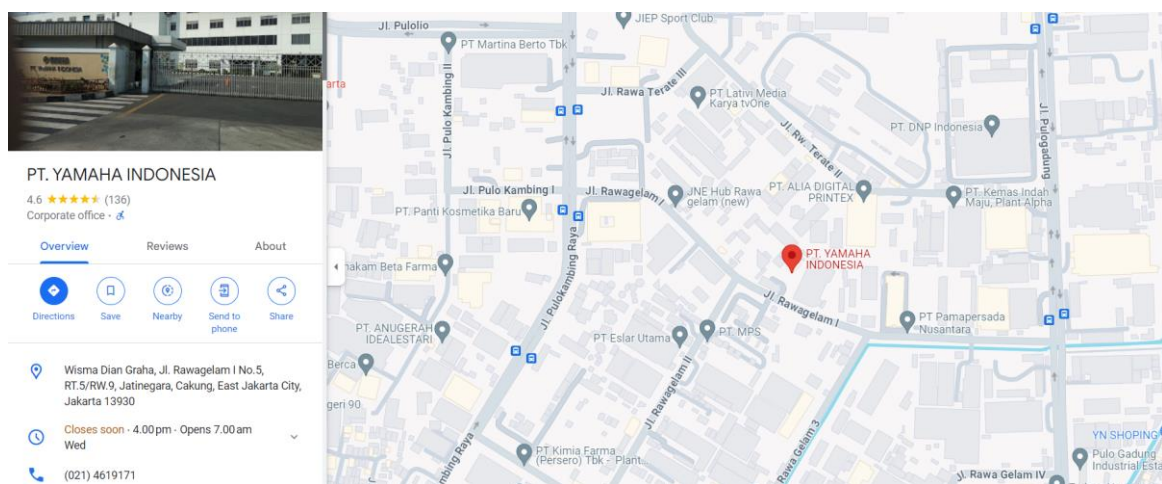 PT. YAMAHA INDONESIA
4.6 ★★★★★ (136)
Corporate office ·
Overview Reviews About
Directions Save Nearby Send to phone Share
Wisma Dian Graha, Jl. Rawagelam I No.5,
RT.5/RW.9, Jatinegara, Cakung, East Jakarta City,
Jakarta 13930
Closes soon · 4.00 pm · Opens 7.00 am
Wed
(021) 4619171
Jl. Pulolio
JIEP Sport Club
PT Martina Berto Tbk
arta
Jl. Pulo Kambing II
Jl. Rawa Terate III
PT Lativi Media
Karya tvOne
Jl. Rw. Terate II
PT. DNP Indonesia
Jl. Pulogadung
Jl. Pulo Kambing I
Jl. Rawagelam I
JNE Hub Rawa
gelam (new)
PT. ALIA DIGITAL
PRINTEX
PT. Kemas Indah
Maju, Plant Alpha
PT. Panti Kosmetika Baru
Jl. Pulokambing Raya
PT. YAMAHA
INDONESIA
nakam Beta Farma
Jl. Rawagelam I
PT. ANUGERAH
IDEALESTARI
PT Eslar Utama
PT. MPS
PT Pamapersada
Nusantara
Berca
Jl. Rawagelam II
geri 90
Rawa Gelam 3
mbing Raya
PT Kimia Farma
(Persero) Tbk - Plant...
YN SHOPING
Pulo Gadung
Industrial Esta
Jl. Rawa Gelam IV